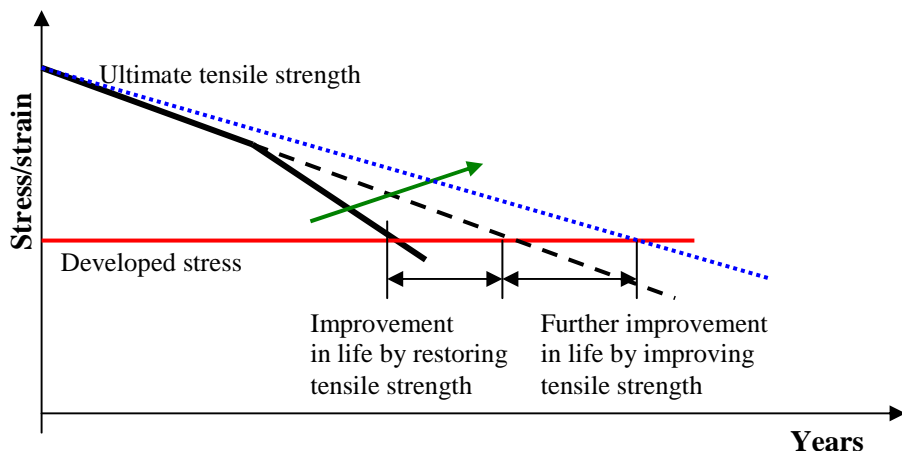 Ultimate tensile strength
Stress/strain
Developed stress
Improvement
in life by restoring
tensile strength
Further improvement
in life by improving
tensile strength
Years